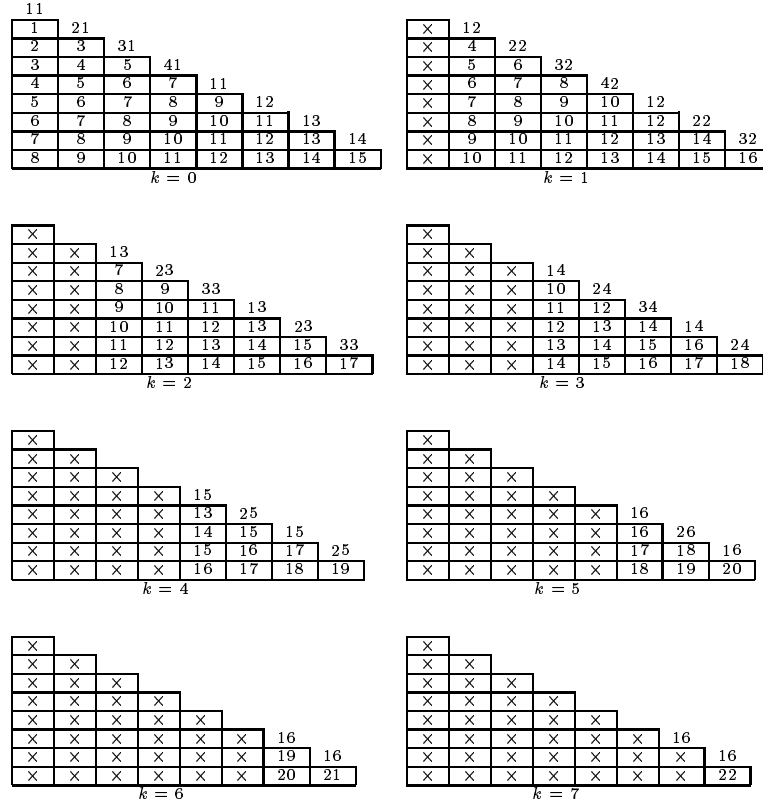 11
1 21
2 3 31
3 4 5 41
4 5 6 7 11
5 6 7 8 9 12
6 7 8 9 10 11 13
7 8 9 10 11 12 13 14
8 9 10 11 12 13 14 15
k = 0
× 12
× 4 22
× 5 6 32
× 6 7 8 42
× 7 8 9 10 12
× 8 9 10 11 12 22
× 9 10 11 12 13 14 32
× 10 11 12 13 14 15 16
k = 1
×
× × 13
× × 7 23
× × 8 9 33
× × 9 10 11 13
× × 10 11 12 13 23
× × 11 12 13 14 15 33
× × 12 13 14 15 16 17
k = 2
×
× ×
× × × 14
× × × 10 24
× × × 11 12 34
× × × 12 13 14 14
× × × 13 14 15 16 24
× × × 14 15 16 17 18
k = 3
×
× ×
× × ×
× × × × 15
× × × × 13 25
× × × × 14 15 15
× × × × 15 16 17 25
× × × × 16 17 18 19
k = 4
×
× ×
× × ×
× × × ×
× × × × × 16
× × × × × 16 26
× × × × × 17 18 16
× × × × × 18 19 20
k = 5
×
× ×
× × ×
× × × ×
× × × × ×
× × × × × × 16
× × × × × × 19 16
× × × × × × 20 21
k = 6
×
× ×
× × ×
× × × ×
× × × × ×
× × × × × × 16
× × × × × × × 16
× × × × × × × 22
k = 7